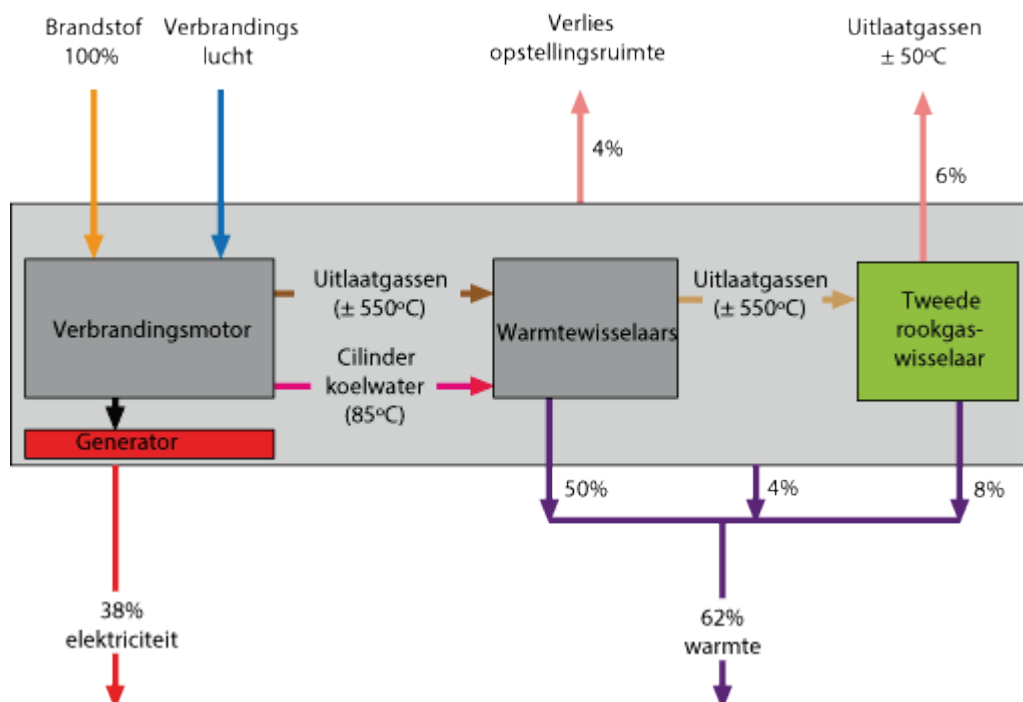 Brandstof
100%
Verbrandings
lucht
Verlies
opstellingsruimte
Uitlaatgassen
± 50ºC
4%
6%
Verbrandingsmotor
Uitlaatgassen
(± 550ºC)
Cilinder
koelwater
(85ºC)
Warmtewisselaars
Uitlaatgassen
(± 550ºC)
Tweede
rookgas-
wisselaar
Generator
50%
4%
8%
38%
elektriciteit
62%
warmte